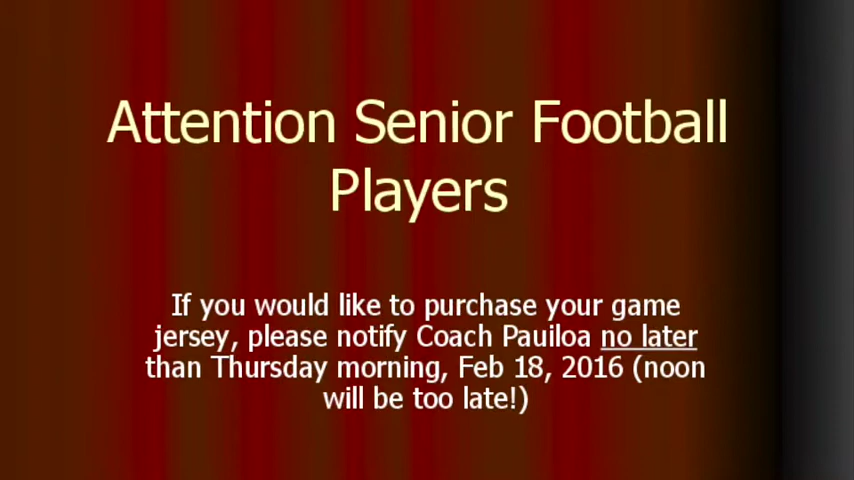 Attention Senior Football
Players
If you would like to purchase your game
jersey, please notify Coach Pauiloa no later
than Thursday morning, Feb 18, 2016 (noon
will be too late!)